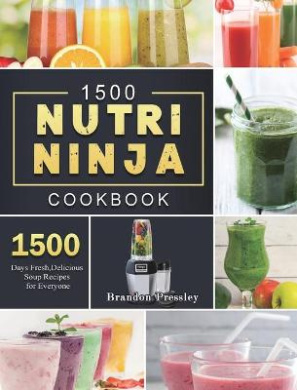 1500
NUTRI
NINJA
COOKBOOK
1500
Days Fresh,Delicious
Soup Recipes
for Everyone
Brandon Pressley